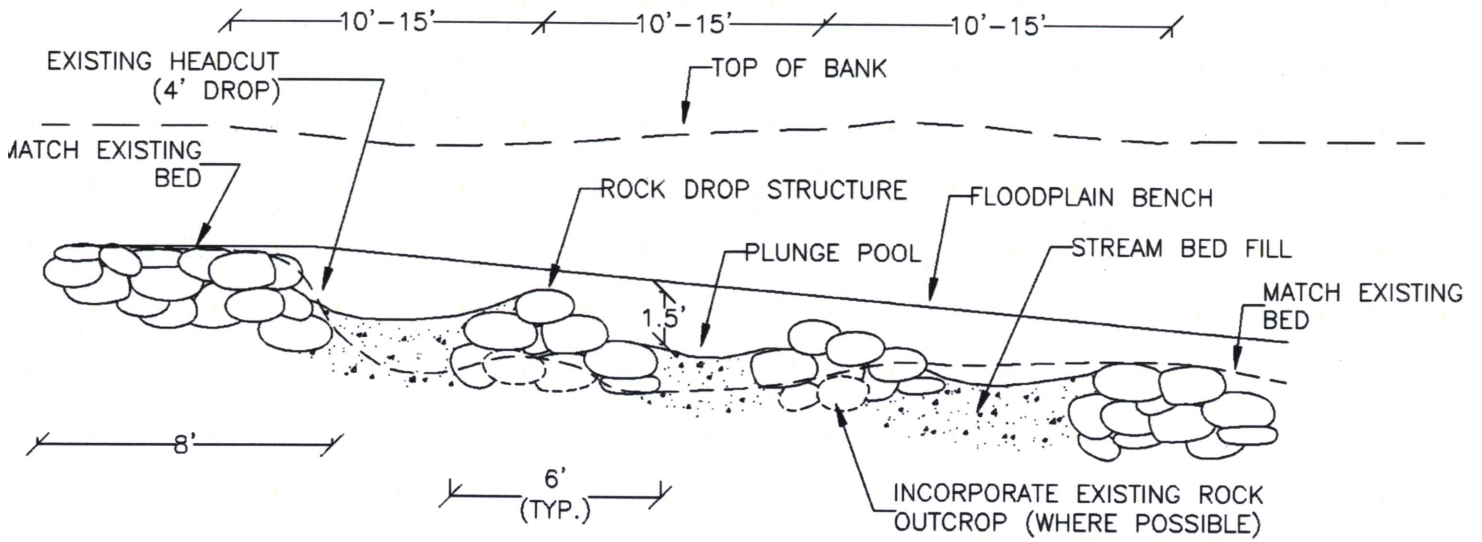 10'-15'
10'-15'
10'-15'
EXISTING HEADCUT
(4' DROP)
TOP OF BANK
MATCH EXISTING
BED
ROCK DROP STRUCTURE
FLOODPLAIN BENCH
PLUNGE POOL
STREAM BED FILL
MATCH EXISTING
BED
1.5'
8'
6'
(TYP.)
INCORPORATE EXISTING ROCK
OUTCROP (WHERE POSSIBLE)